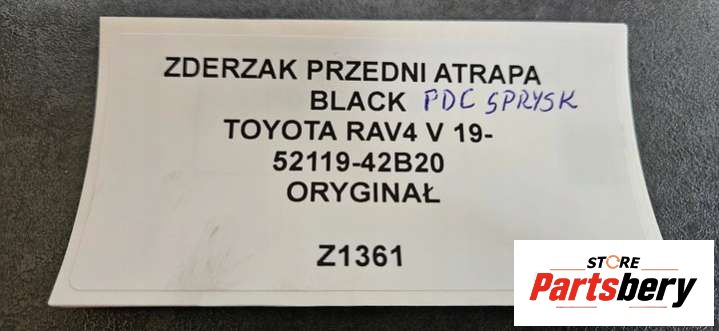 ZDERZAK PRZEDNI ATRAPA
BLACK PDC SPRYSK
TOYOTA RAV4 V 19-
52119-42B20
ORYGINAŁ
Z1361
STORE
Partsbery